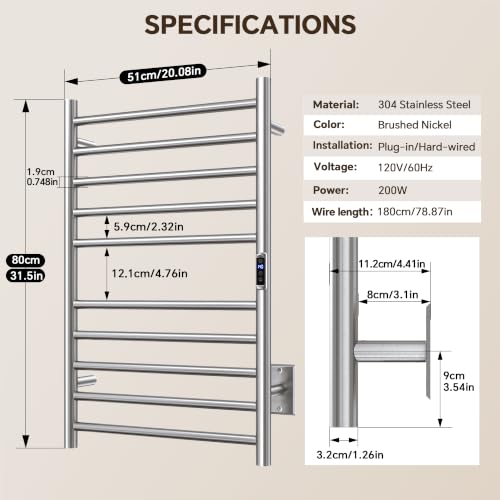 SPECIFICATIONS
51cm/20.08in
1.9cm
0.748in
5.9cm/2.32in
12.1cm/4.76in
80cm
31.5in
Material: 304 Stainless Steel
Color: Brushed Nickel
Installation: Plug-in/Hard-wired
Voltage: 120V/60Hz
Power: 200W
Wire length: 180cm/78.87in
11.2cm/4.41in
8cm/3.1in
9cm
3.54in
3.2cm/1.26in